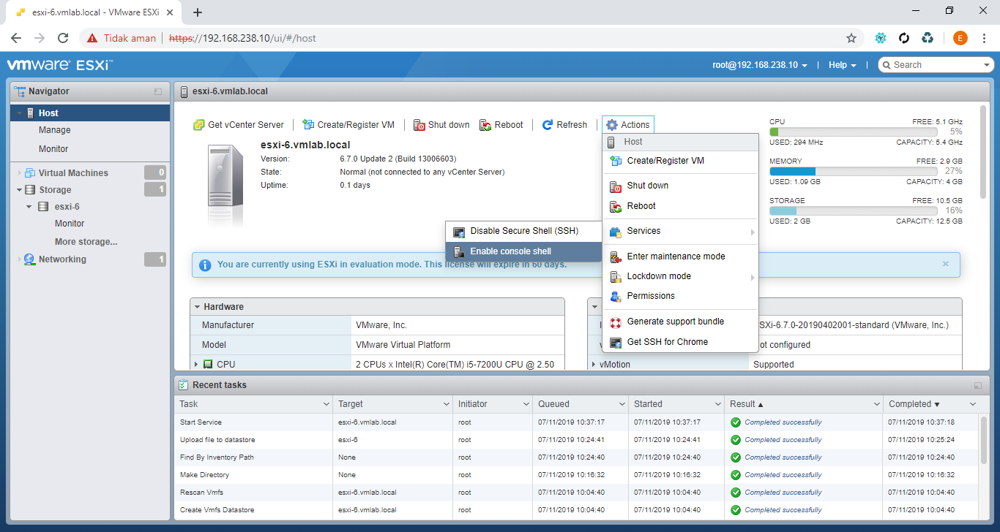 esxi-6.vmlab.local - VMware ESXi
Tidak aman
https://192.168.238.10/ui/#/host
E
vmware ESXi™
root@192.168.238.10
Help
Search
Navigator
Host
Manage
Monitor
Virtual Machines 0
Storage 1
esxi-6
Monitor
More storage...
Networking 1
esxi-6.vmlab.local
Get vCenter Server
Create/Register VM
Shut down
Reboot
Refresh
Actions
esxi-6.vmlab.local
Version: 6.7.0 Update 2 (Build 13006603)
State: Normal (not connected to any vCenter Server)
Uptime: 0.1 days
CPU FREE: 5.1 GHz
5%
USED: 294 MHz CAPACITY: 5.4 GHz
MEMORY FREE: 2.9 GB
27%
USED: 1.09 GB CAPACITY: 4 GB
STORAGE FREE: 10.5 GB
16%
USED: 2 GB CAPACITY: 12.5 GB
Host
Create/Register VM
Shut down
Reboot
Services
Enter maintenance mode
Lockdown mode
Permissions
Generate support bundle
Get SSH for Chrome
Disable Secure Shell (SSH)
Enable console shell
You are currently using ESXi in evaluation mode. This license will expire in 60 days.
Hardware
Manufacturer VMware, Inc.
Model VMware Virtual Platform
CPU 2 CPUs x Intel(R) Core(TM) i5-7200U CPU @ 2.50
SXi-6.7.0-20190402001-standard (VMware, Inc.)
ot configured
vMotion Supported
Recent tasks
Task Target Initiator Queued Started Result ▲ Completed ▼
Start Service esxi-6.vmlab.local root 07/11/2019 10:37:17 07/11/2019 10:37:17 Completed successfully 07/11/2019 10:37:18
Upload file to datastore esxi-6 root 07/11/2019 10:24:41 07/11/2019 10:24:41 Completed successfully 07/11/2019 10:25:24
Find By Inventory Path None root 07/11/2019 10:24:40 07/11/2019 10:24:40 Completed successfully 07/11/2019 10:24:40
Make Directory None root 07/11/2019 10:16:32 07/11/2019 10:16:32 Completed successfully 07/11/2019 10:16:32
Rescan Vmfs esxi-6.vmlab.local root 07/11/2019 10:04:40 07/11/2019 10:04:40 Completed successfully 07/11/2019 10:04:40
Create Vmfs Datastore esxi-6.vmlab.local root 07/11/2019 10:04:40 07/11/2019 10:04:40 Completed successfully 07/11/2019 10:04:40